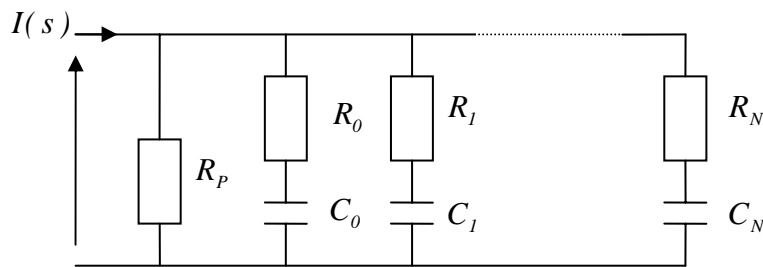 I( s )
R_0
R_1
R_N
R_P
C_0
C_1
C_N